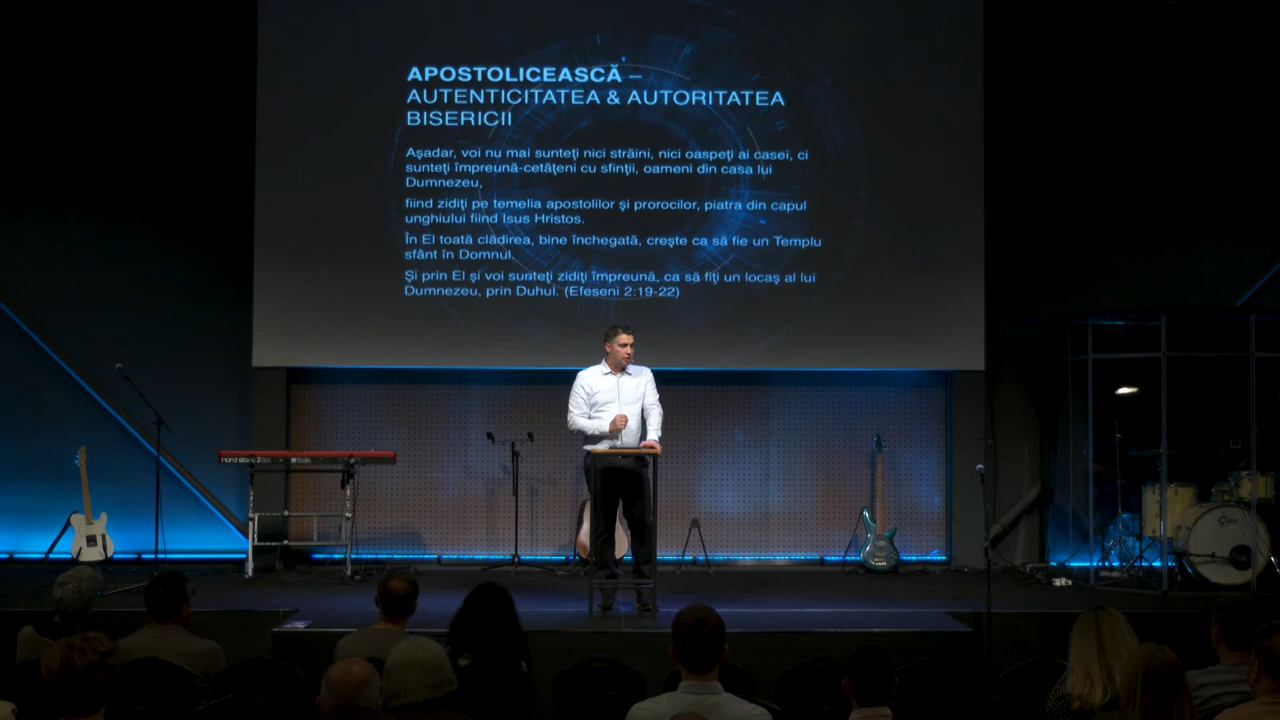 APOSTOLICEASCĂ –
AUTENTICITATEA & AUTORITATEA
BISERICII
Aşadar, voi nu mai sunteţi nici străini, nici oaspeţi ai casei, ci
sunteţi împreună-cetăţeni cu sfinţii, oameni din casa lui
Dumnezeu,
fiind zidiţi pe temelia apostolilor şi prorocilor, piatra din capul
unghiului fiind Isus Hristos.
În El toată clădirea, bine închegată, creşte ca să fie un Templu
sfânt în Domnul.
Şi prin El şi voi sunteţi zidiţi împreună, ca să fiţi un locaş al lui
Dumnezeu, prin Duhul. (Efeseni 2:19-22)
nord